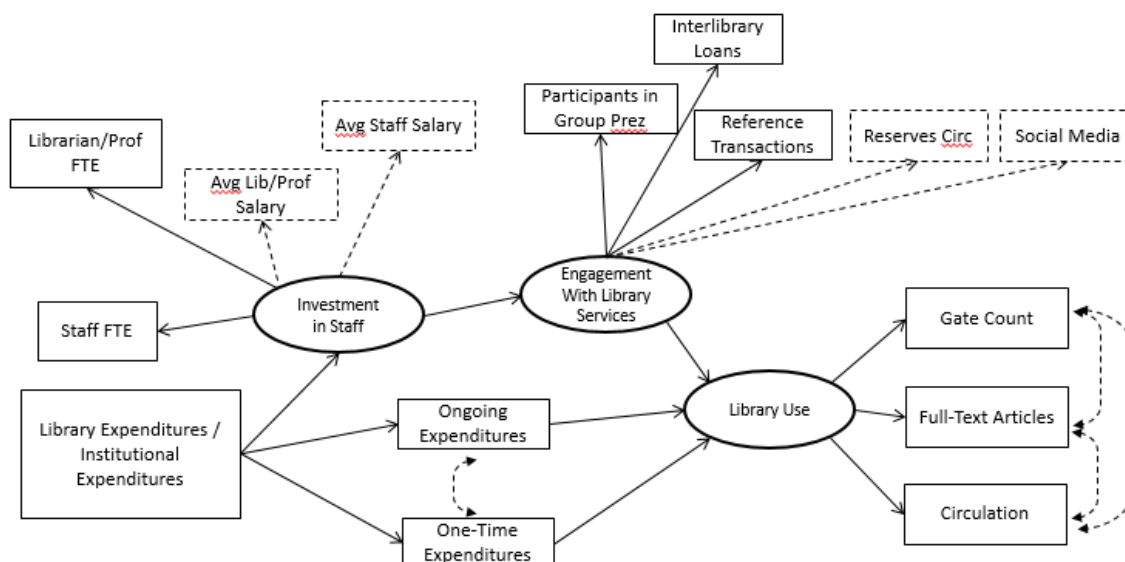 Interlibrary
Loans
Participants in
Group Prez
Reference
Transactions
Reserves Circ
Social Media
Avg Staff Salary
Librarian/Prof
FTE
Avg Lib/Prof
Salary
Investment
in Staff
Engagement
With Library
Services
Staff FTE
Gate Count
Library Expenditures /
Institutional
Expenditures
Ongoing
Expenditures
Library Use
Full-Text Articles
Circulation
One-Time
Expenditures